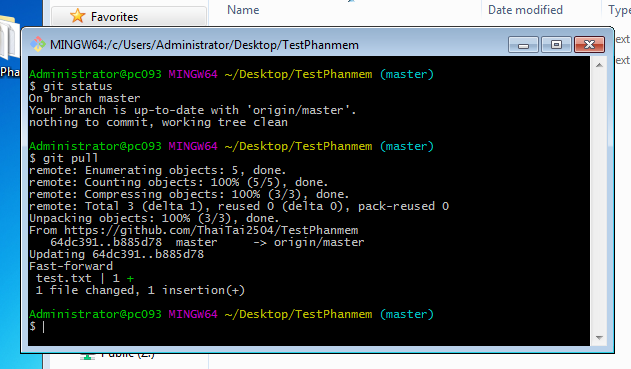 Favorites
Name
Date modified
Type
MINGW64:/c/Users/Administrator/Desktop/TestPhanmem
Administrator@pc093 MINGW64 ~/Desktop/TestPhanmem (master)
$ git status
On branch master
Your branch is up-to-date with 'origin/master'.
nothing to commit, working tree clean
Administrator@pc093 MINGW64 ~/Desktop/TestPhanmem (master)
$ git pull
remote: Enumerating objects: 5, done.
remote: Counting objects: 100% (5/5), done.
remote: Compressing objects: 100% (3/3), done.
remote: Total 3 (delta 1), reused 0 (delta 0), pack-reused 0
Unpacking objects: 100% (3/3), done.
From https://github.com/ThaiTai2504/TestPhanmem
64dc391..b885d78 master -> origin/master
Updating 64dc391..b885d78
Fast-forward
test.txt | 1 +
1 file changed, 1 insertion(+)
Administrator@pc093 MINGW64 ~/Desktop/TestPhanmem (master)
$
Public (Z:)